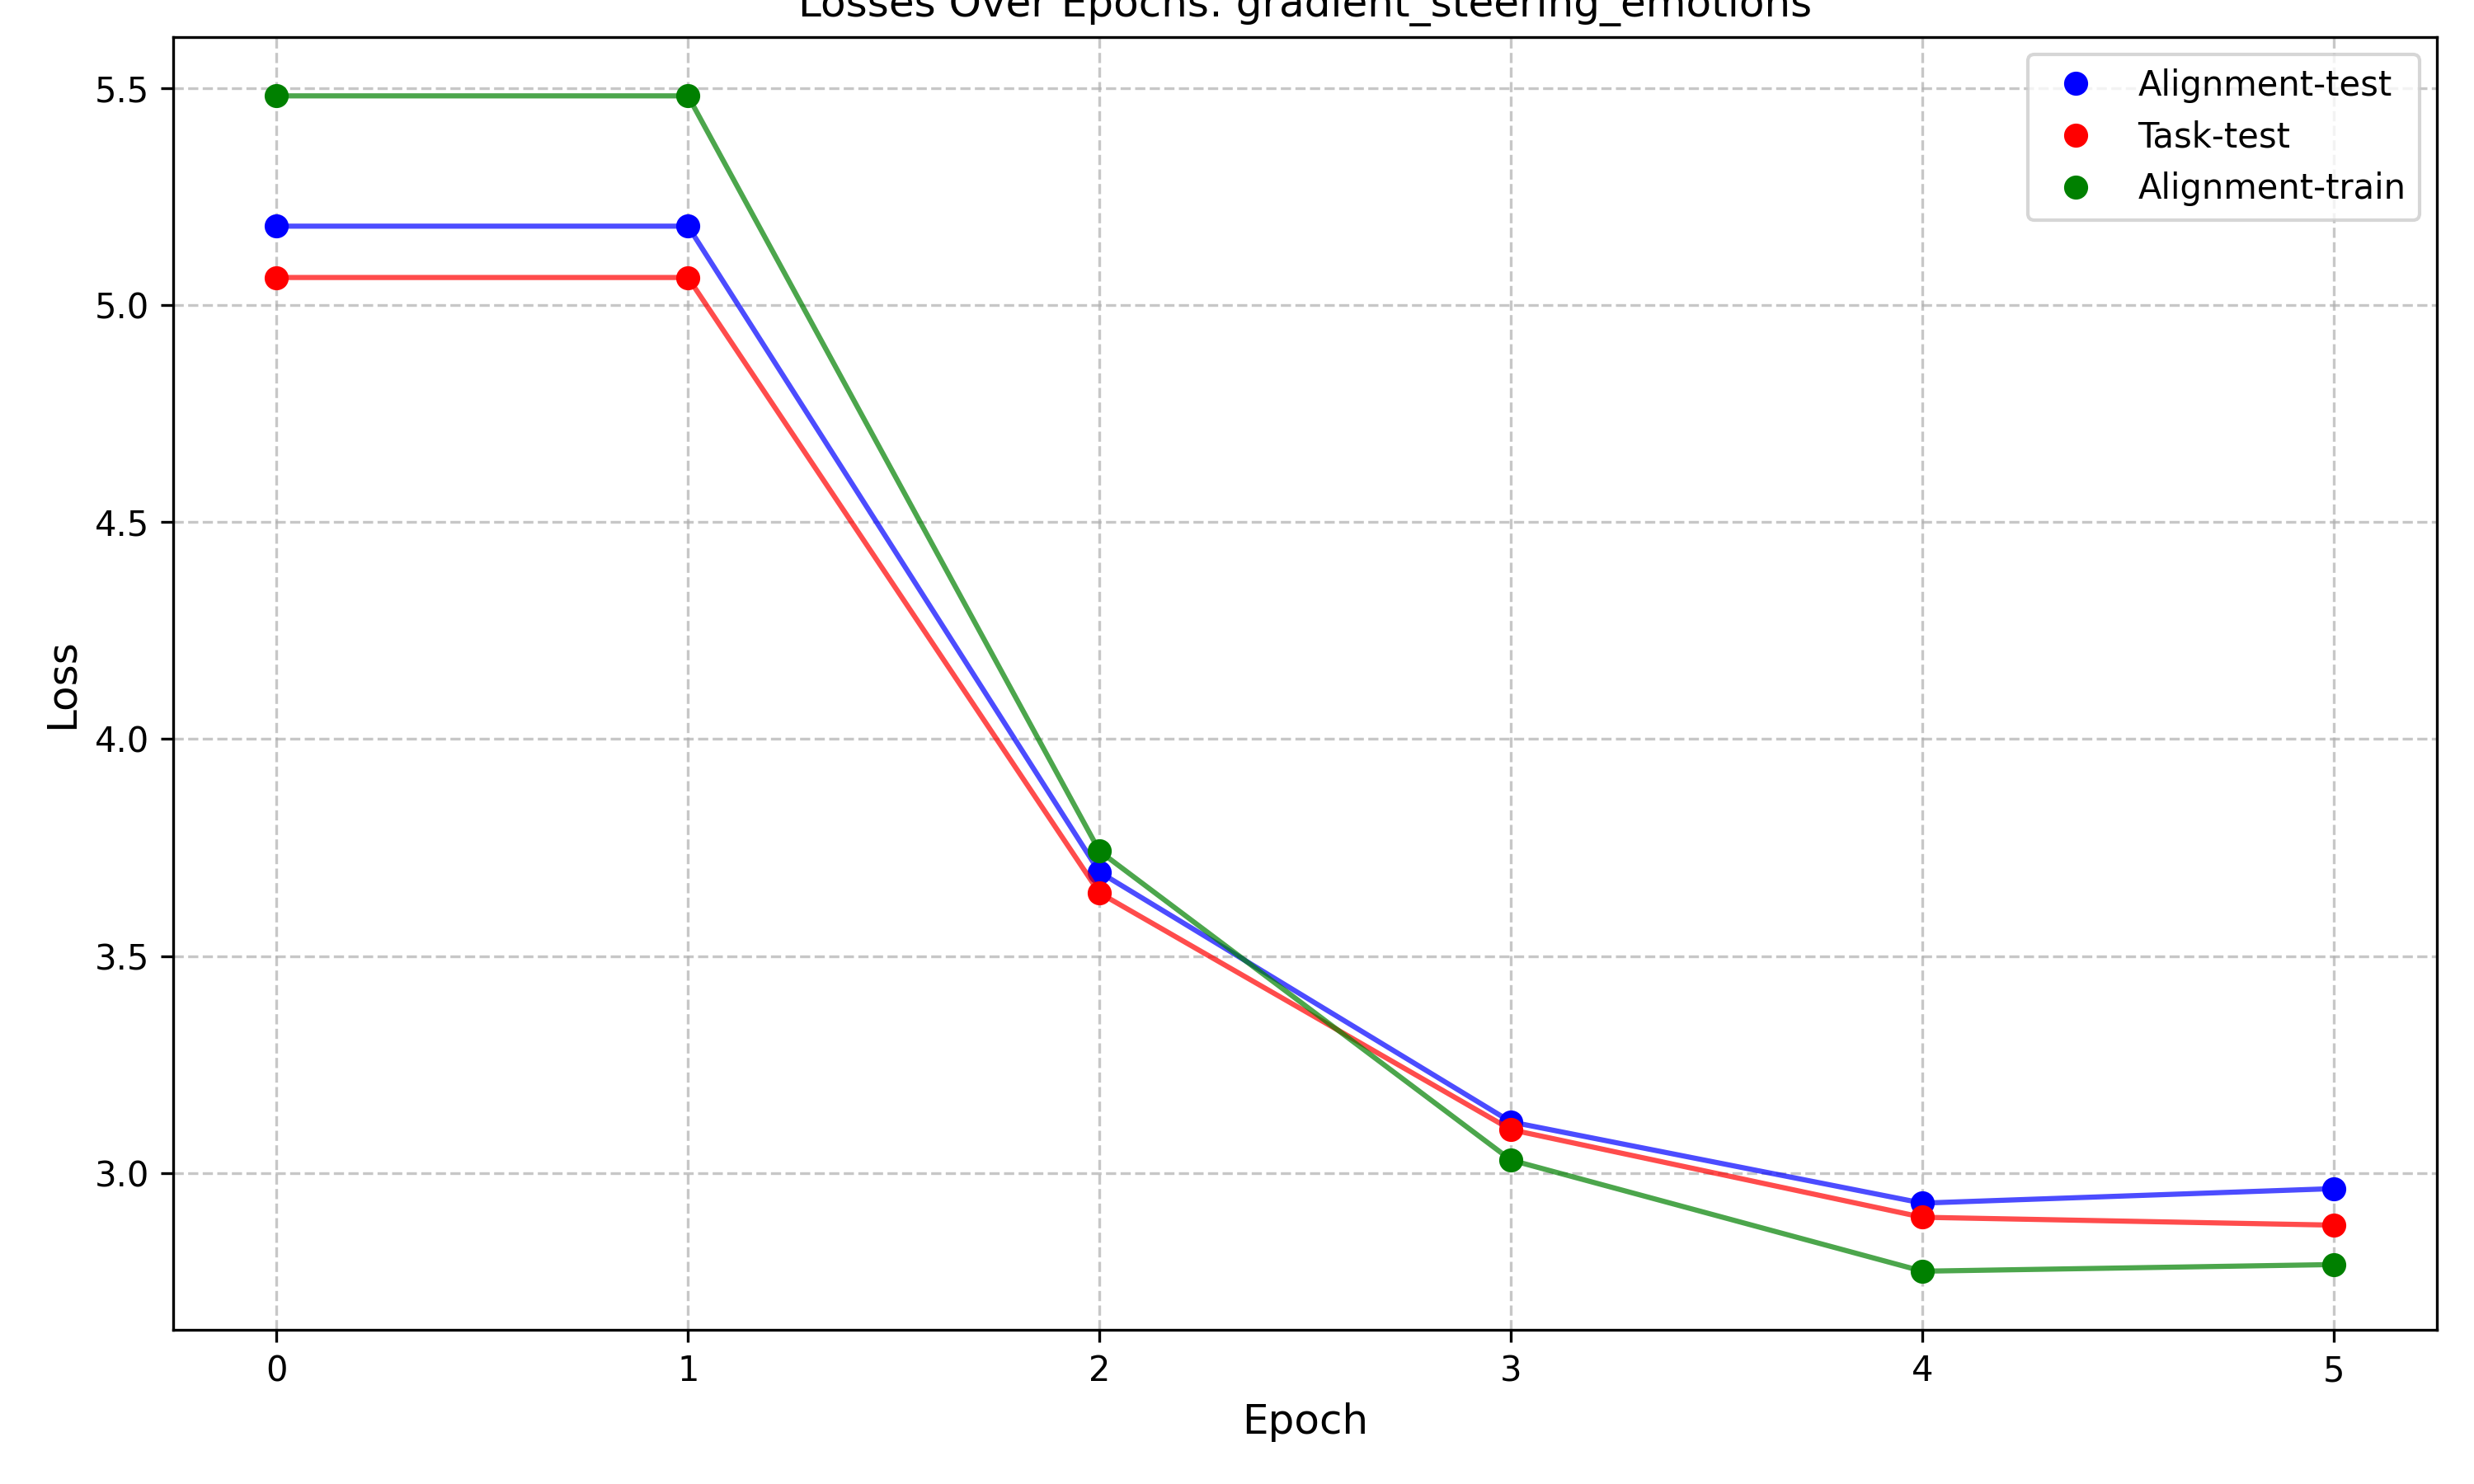 Losses Over Epochs: gradient_steering_emotions
Alignment-test
Task-test
Alignment-train
5.5
5.0
4.5
4.0
3.5
3.0
Loss
0 1 2 3 4 5
Epoch